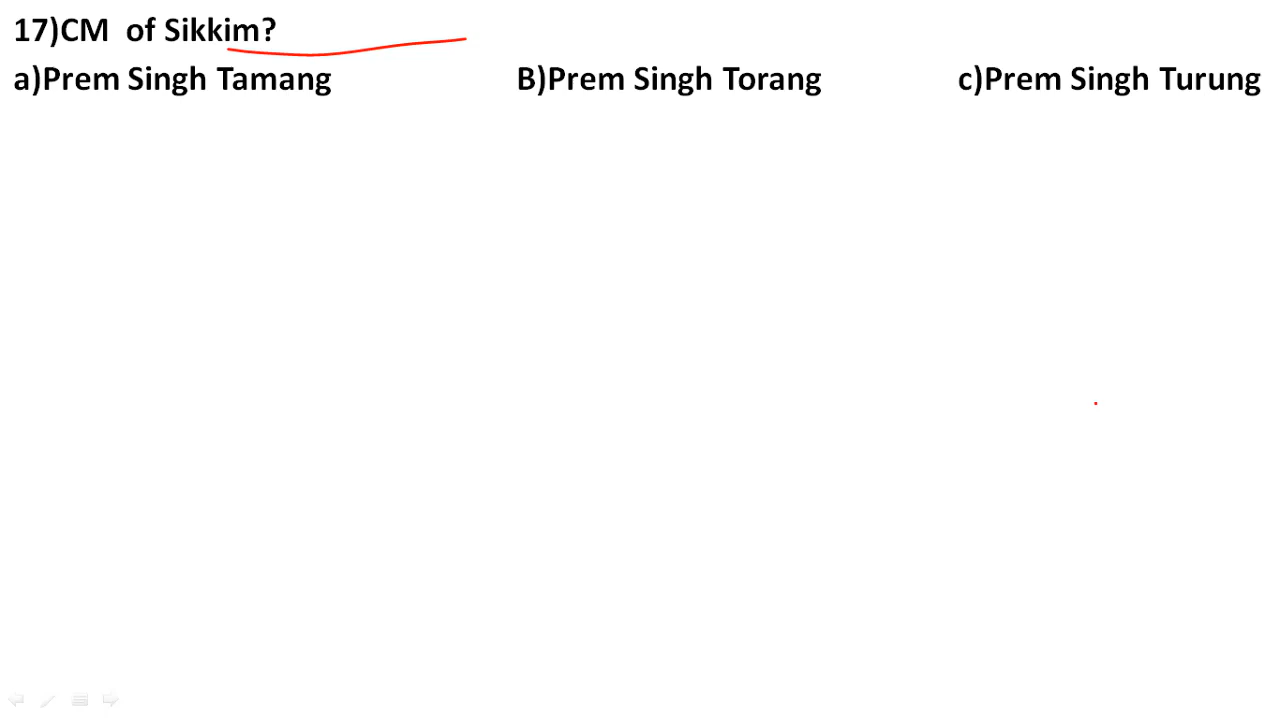 17)CM  of Sikkim?
a)Prem Singh Tamang B)Prem Singh Torang c)Prem Singh Turung